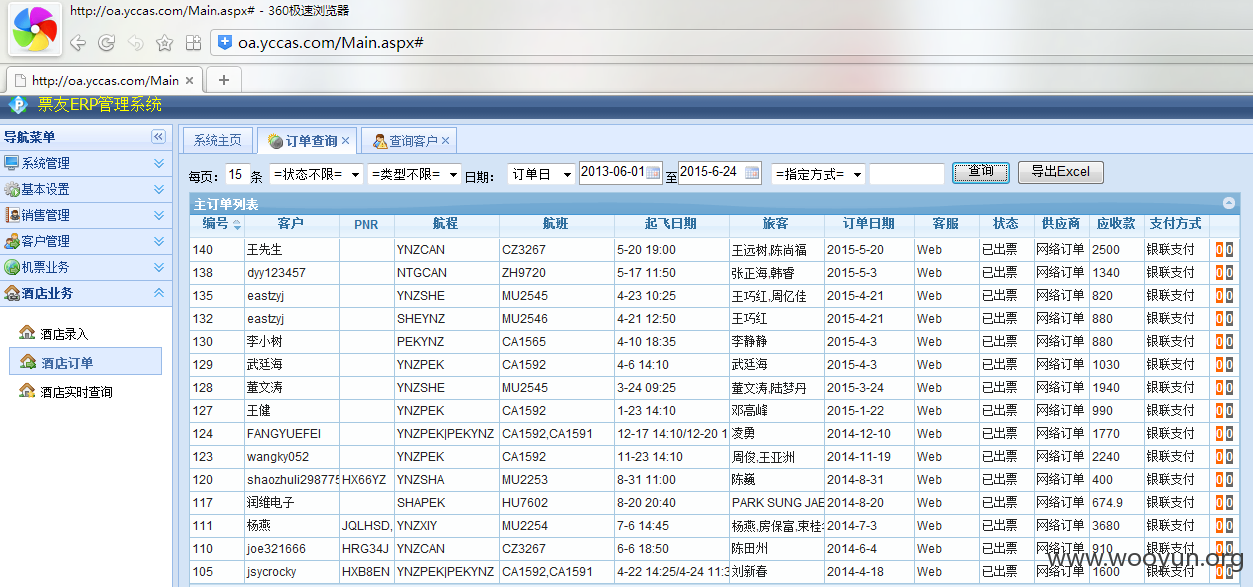 http://oa.yccas.com/Main.aspx# - 360极速浏览器
oa.yccas.com/Main.aspx#
http://oa.yccas.com/Main × +
票友ERP管理系统
导航菜单
系统管理
基本设置
销售管理
客户管理
机票业务
酒店业务
酒店录入
酒店订单
酒店实时查询
系统主页 订单查询 × 查询客户 ×
每页: 15 条 =状态不限= =类型不限= 日期: 订单日 2013-06-01 至 2015-6-24 =指定方式= 查询 导出Excel
主订单列表
编号 客户 PNR 航程 航班 起飞日期 旅客 订单日期 客服 状态 供应商 应收款 支付方式
140 王先生 YNZCAN CZ3267 5-20 19:00 王远树,陈尚福 2015-5-20 Web 已出票 网络订单 2500 银联支付 0 0
138 dyy123457 NTGCAN ZH9720 5-17 11:50 张正海,韩睿 2015-5-3 Web 已出票 网络订单 1340 银联支付 0 0
135 eastzyj YNZSHE MU2545 4-23 10:25 王巧红,周亿佳 2015-4-21 Web 已出票 网络订单 820 银联支付 0 0
132 eastzyj SHEYNZ MU2546 4-21 12:50 王巧红 2015-4-21 Web 已出票 网络订单 880 银联支付 0 0
130 李小树 PEKYNZ CA1565 4-10 18:35 李静静 2015-4-3 Web 已出票 网络订单 880 银联支付 0 0
129 武廷海 YNZPEK CA1592 4-6 14:10 武廷海 2015-4-3 Web 已出票 网络订单 1030 银联支付 0 0
128 董文涛 YNZSHE MU2545 3-24 09:25 董文涛,陆梦丹 2015-3-24 Web 已出票 网络订单 1940 银联支付 0 0
127 王健 YNZPEK CA1592 1-23 14:10 邓高峰 2015-1-22 Web 已出票 网络订单 990 银联支付 0 0
124 FANGYUEFEI YNZPEK|PEKYNZ CA1592,CA1591 12-17 14:10/12-20 1 凌勇 2014-12-10 Web 已出票 网络订单 1770 银联支付 0 0
123 wangky052 YNZPEK CA1592 11-23 14:10 周俊,王亚洲 2014-11-19 Web 已出票 网络订单 2240 银联支付 0 0
120 shaozhuli298775 HX66YZ YNZSHA MU2253 8-31 11:00 陈巍 2014-8-31 Web 已出票 网络订单 400 银联支付 0 0
117 润维电子 SHAPEK HU7602 8-20 20:40 PARK SUNG JAE 2014-8-20 Web 已出票 网络订单 674.9 银联支付 0 0
111 杨燕 JQLHSD, YNZXIY MU2254 7-6 14:45 杨燕,房保富,束桂 2014-7-3 Web 已出票 网络订单 3680 银联支付 0 0
110 joe321666 HRG34J YNZCAN CZ3267 6-6 18:50 陈田州 2014-6-4 Web 已出票 网络订单 910 银联支付 0 0
105 jsycrocky HXB8EN YNZPEK|PEKYNZ CA1592,CA1591 4-22 14:25/4-24 11:3 刘新春 2014-4-18 Web 已出票 网络订单 1600 银联支付 0 0
www.wooyun.org